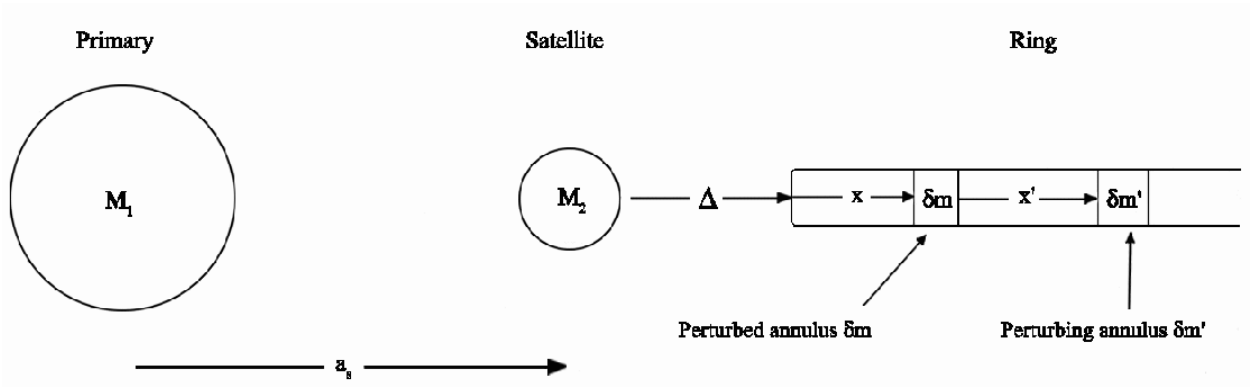 Primary Satellite Ring
M₁ M₂ Δ x δm x' δm'
Perturbed annulus δm Perturbing annulus δm'
aₛ